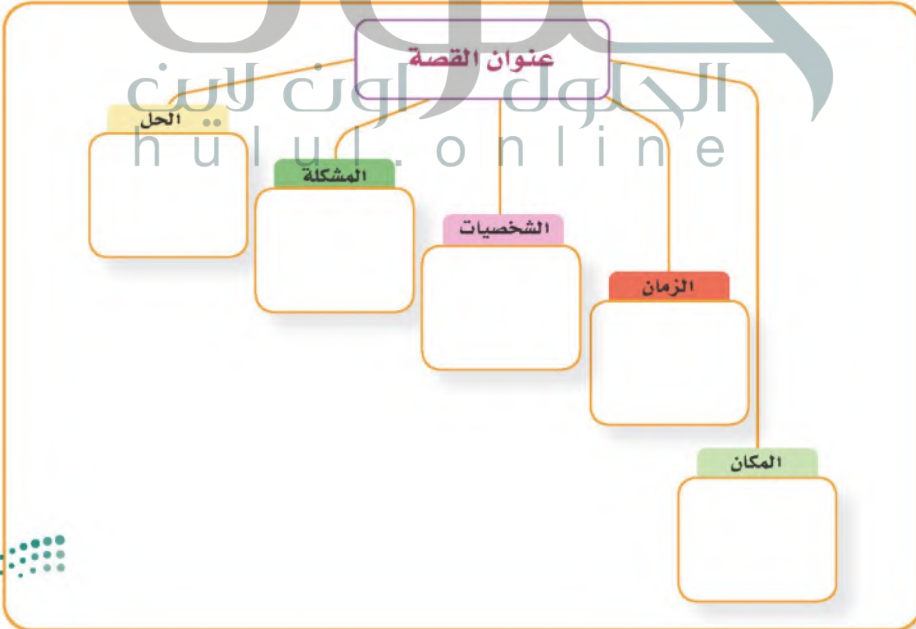 عنوان القصة
الحلول اون لاين
hulul.online
الحل
المشكلة
الشخصيات
الزمان
المكان